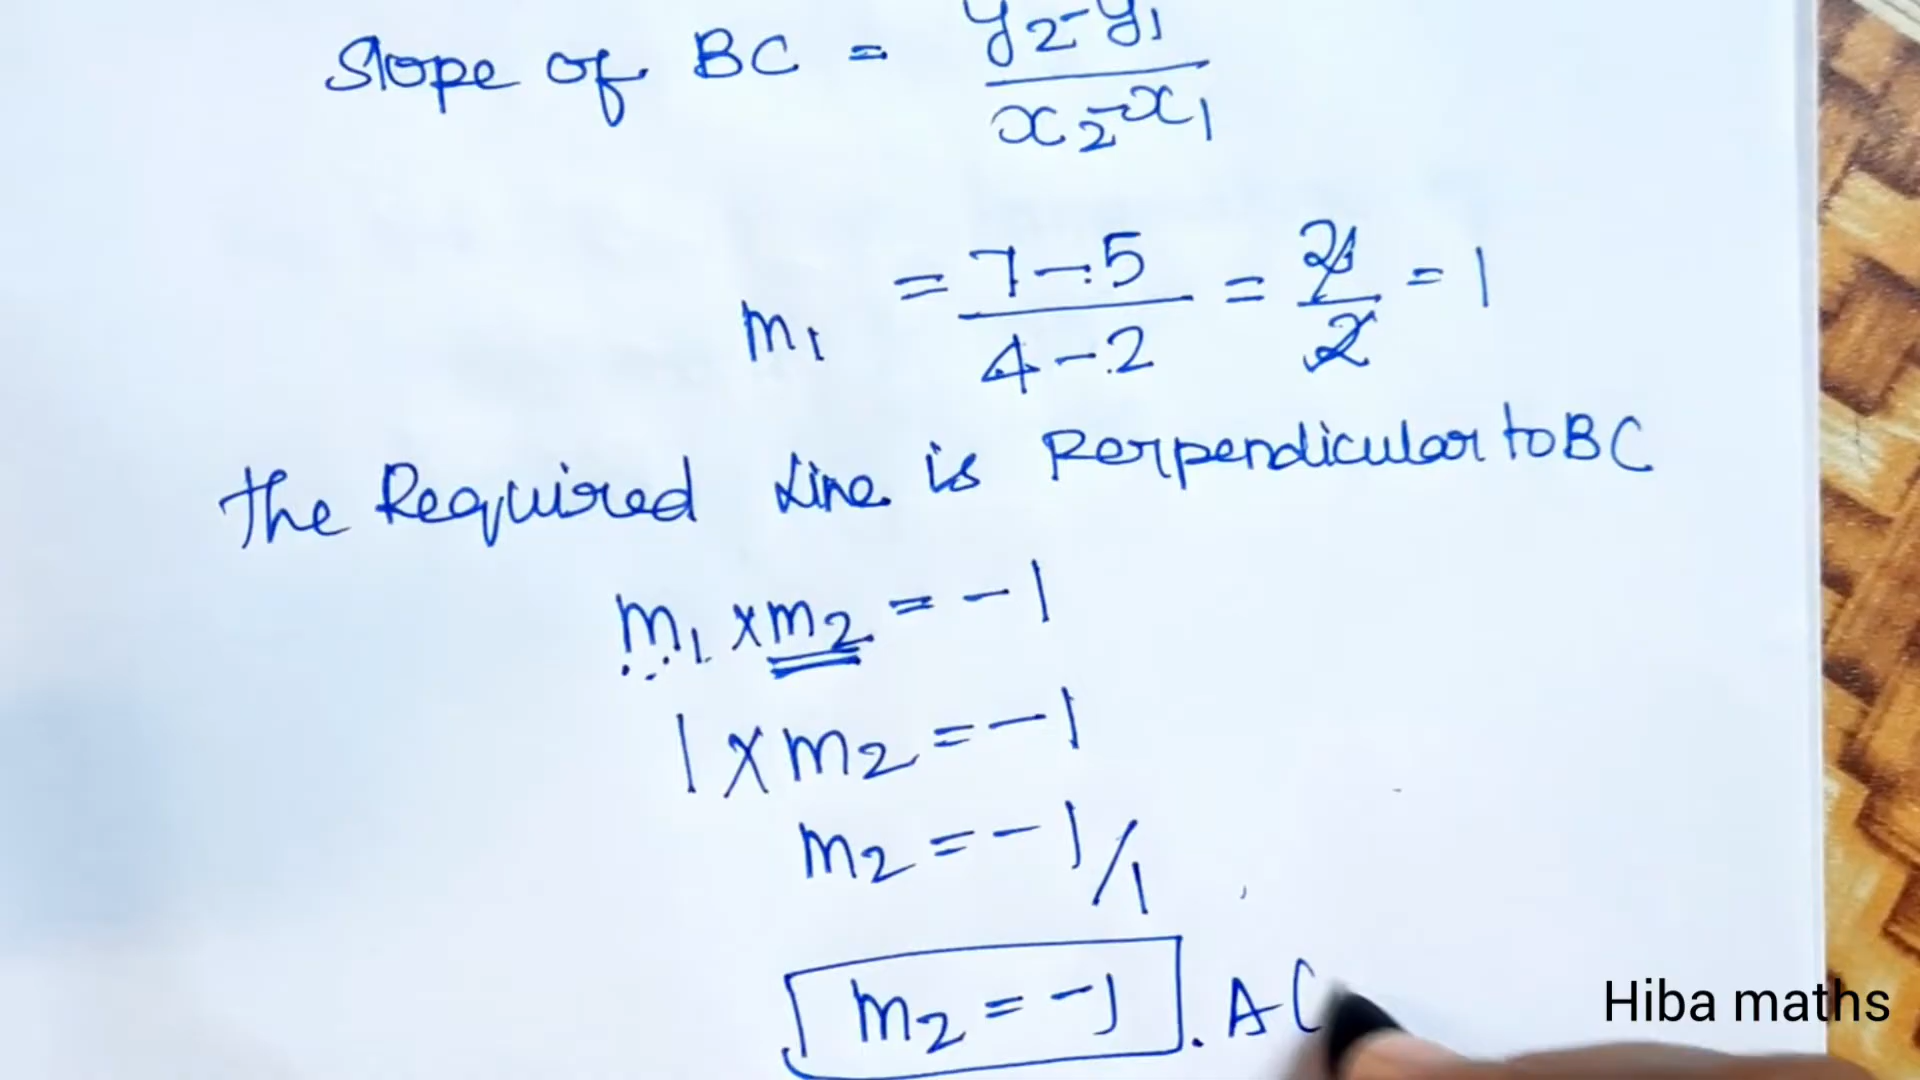 Slope of BC = y₂-y₁ / x₂-x₁
m₁ = 7-5 / 4-2 = 2 / 2 = 1
The Required Line is Perpendicular to BC
m₁ × m₂ = -1
1 × m₂ = -1
m₂ = -1/1
m₂ = -1. A(
Hiba maths